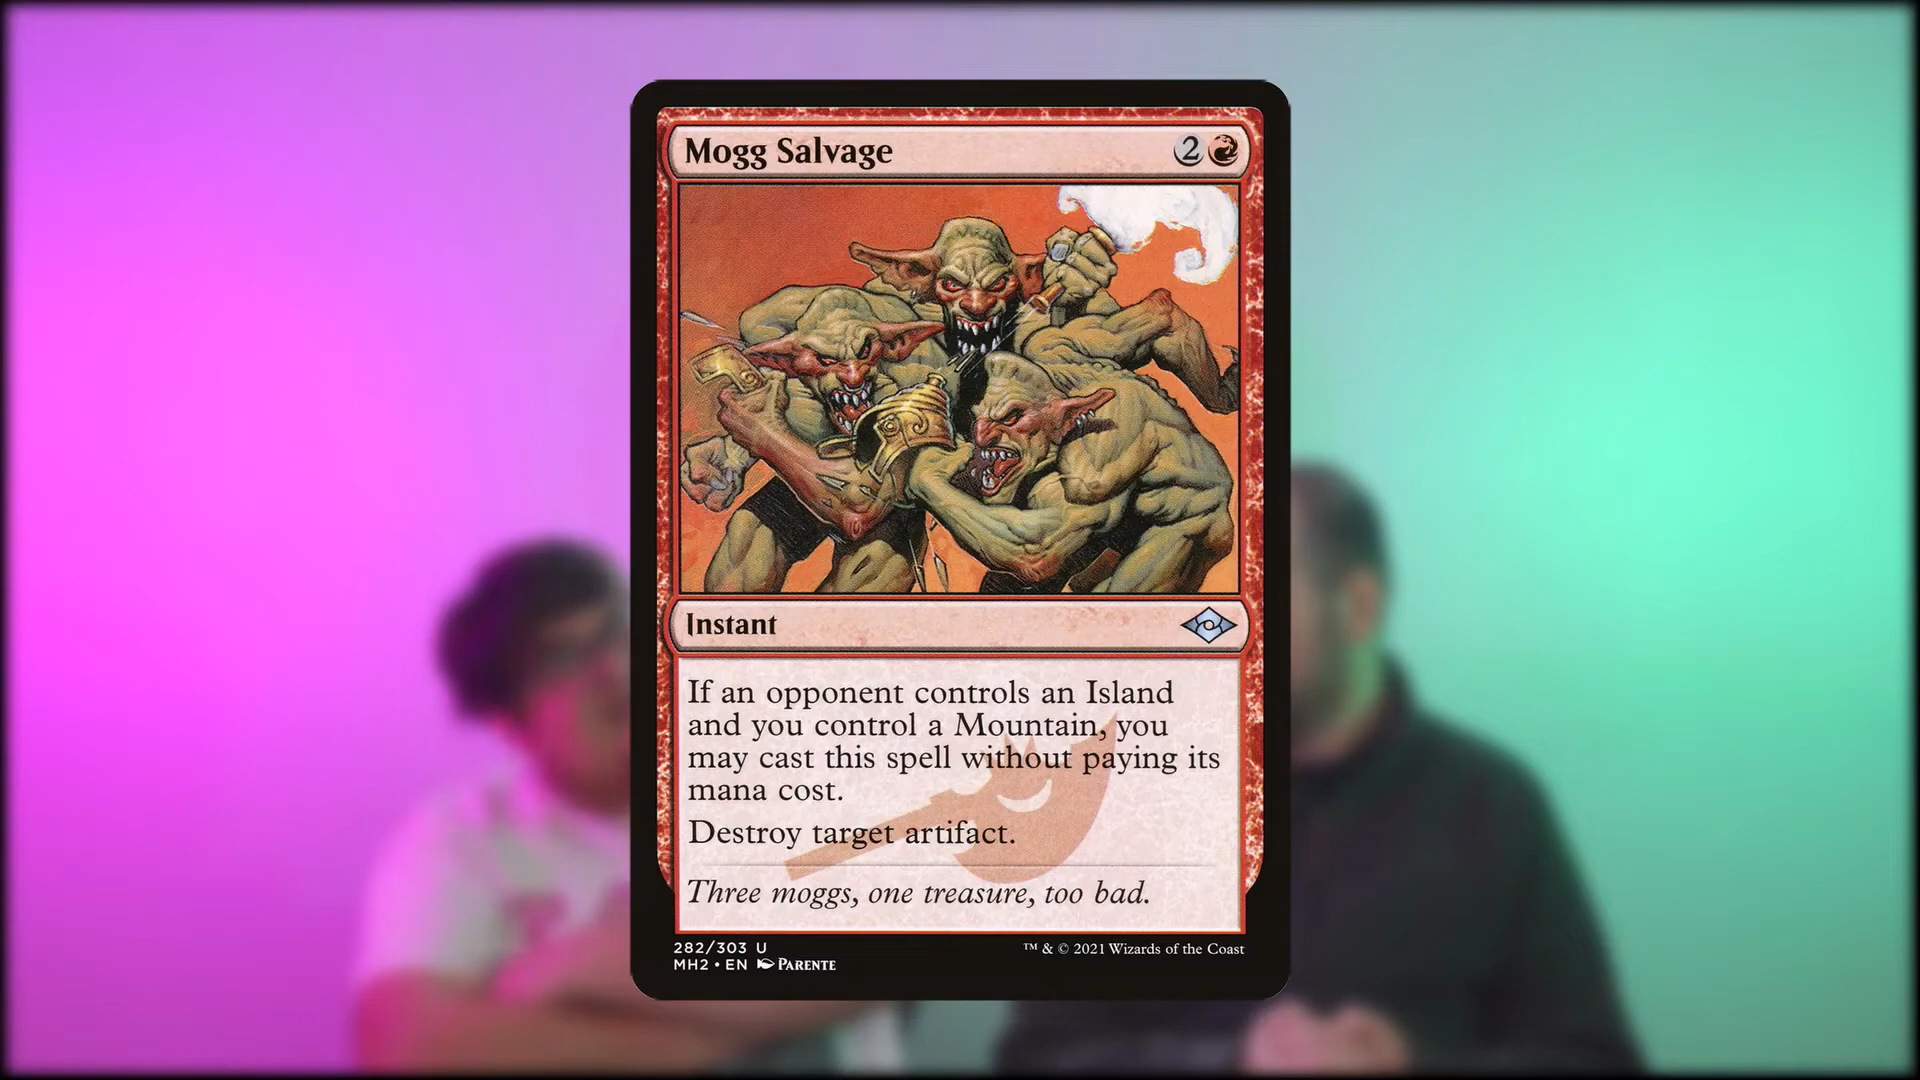 Mogg Salvage 2
Instant
If an opponent controls an Island
and you control a Mountain, you
may cast this spell without paying its
mana cost.
Destroy target artifact.
Three moggs, one treasure, too bad.
282/303 U
MH2 • EN PARENTE
™ & © 2021 Wizards of the Coast